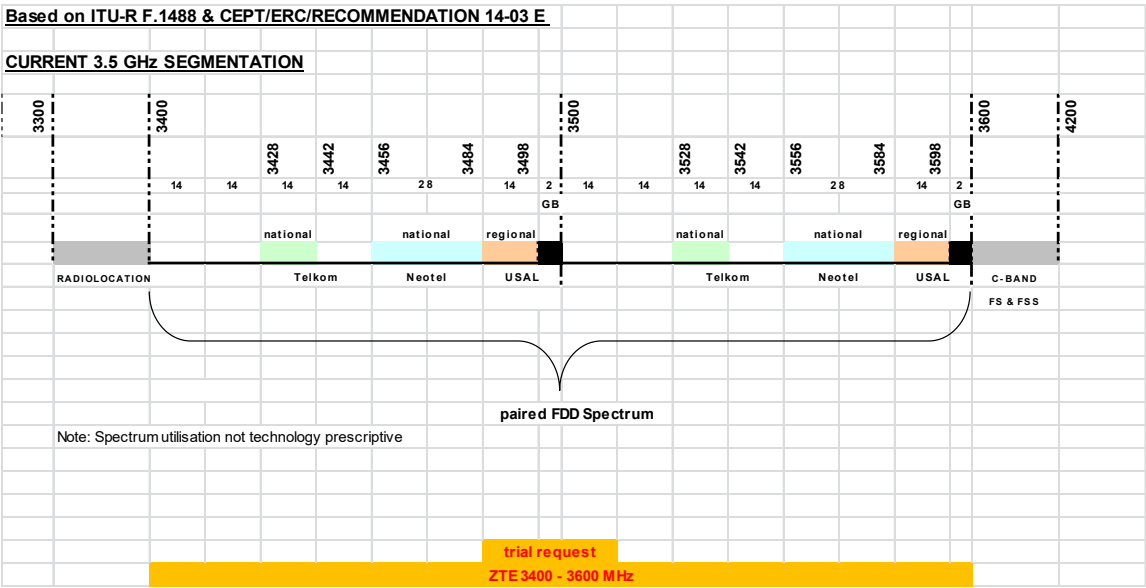 Based on ITU-R F.1488 & CEPT/ERC/RECOMMENDATION 14-03 E
CURRENT 3.5 GHz SEGMENTATION
3300 3400 3500 3600 4200
3428 3442 3456 3484 3498 3528 3542 3556 3584 3598
14 14 14 14 28 14 2 14 14 14 14 28 14 2
GB GB
national national regional national national regional
RADIOLOCATION Telkom Neotel USAL Telkom Neotel USAL C-BAND
FS & FSS
paired FDD Spectrum
Note: Spectrum utilisation not technology prescriptive
trial request
ZTE 3400 - 3600 MHz